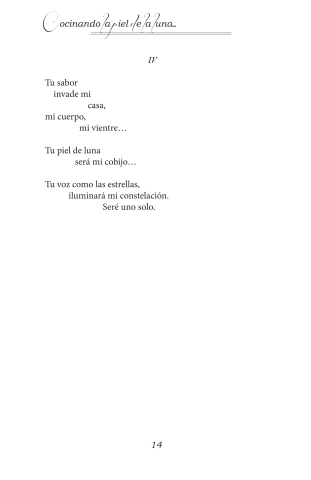 Cocinando la piel de la luna..
IV
Tu sabor
invade mi
casa,
mi cuerpo,
mi vientre…
Tu piel de luna
será mi cobijo…
Tu voz como las estrellas,
iluminará mi constelación.
Seré uno solo.
14